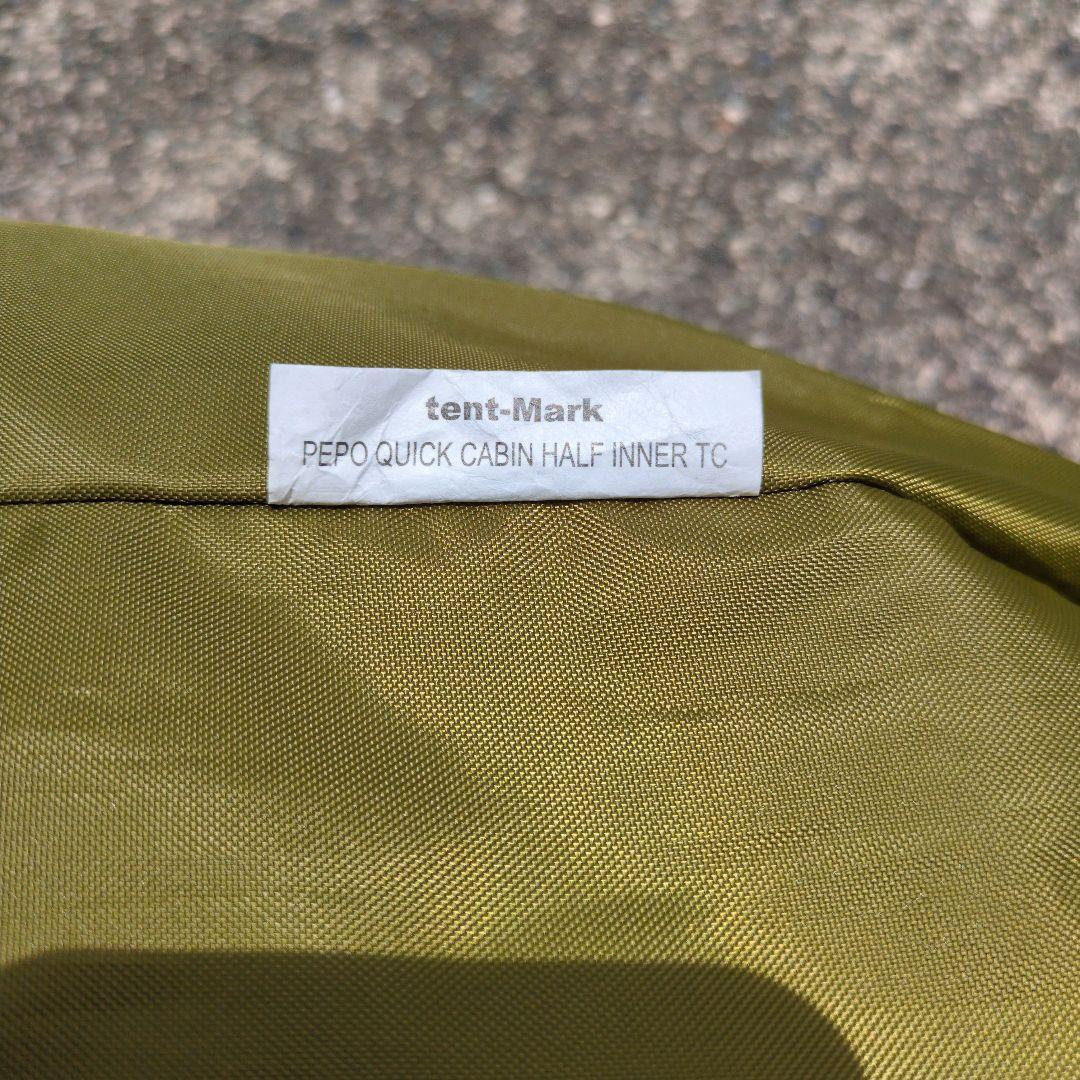 tent-Mark
PEPO QUICK CABIN HALF INNER TC